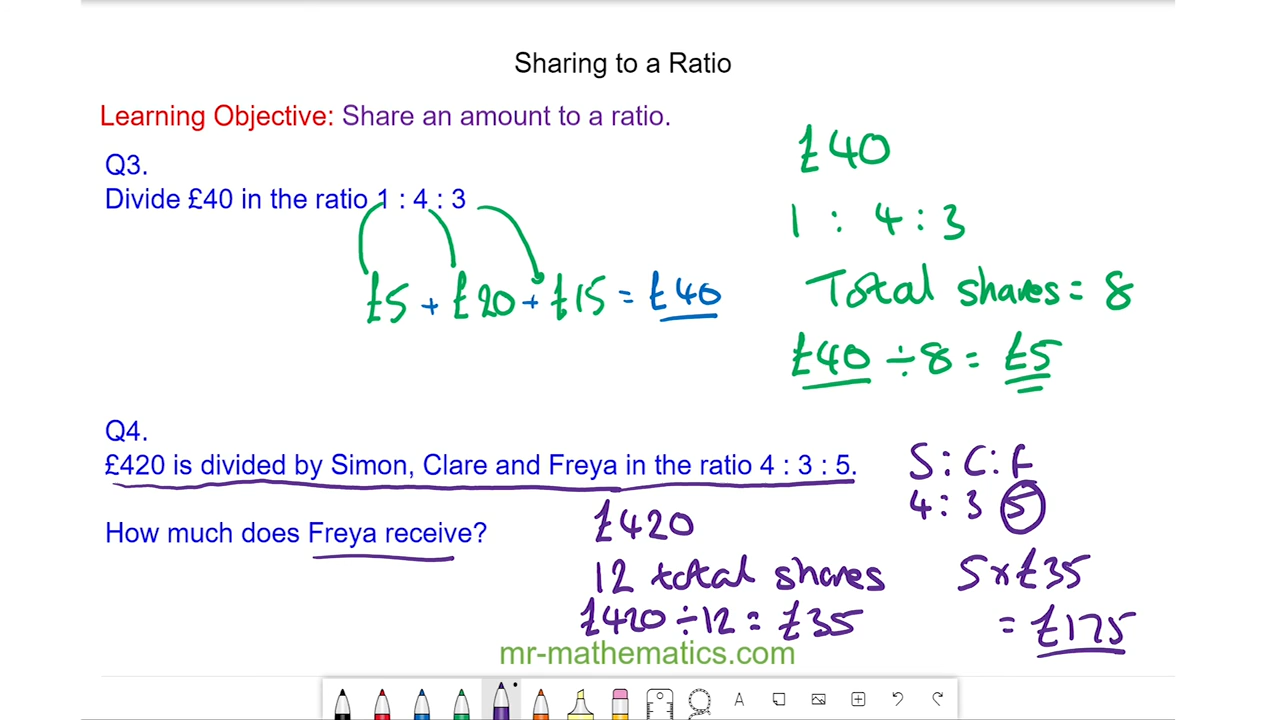 Sharing to a Ratio
Learning Objective: Share an amount to a ratio.
Q3.
Divide £40 in the ratio 1 : 4 : 3
£5 + £20 + £15 = £40
£40
1 : 4 : 3
Total shares = 8
£40 ÷ 8 = £5
Q4.
£420 is divided by Simon, Clare and Freya in the ratio 4 : 3 : 5.
How much does Freya receive?
£420
12 total shares
£420 ÷ 12 = £35
S : C : F
4 : 3 5
5 × £35
= £175
mr-mathematics.com
A